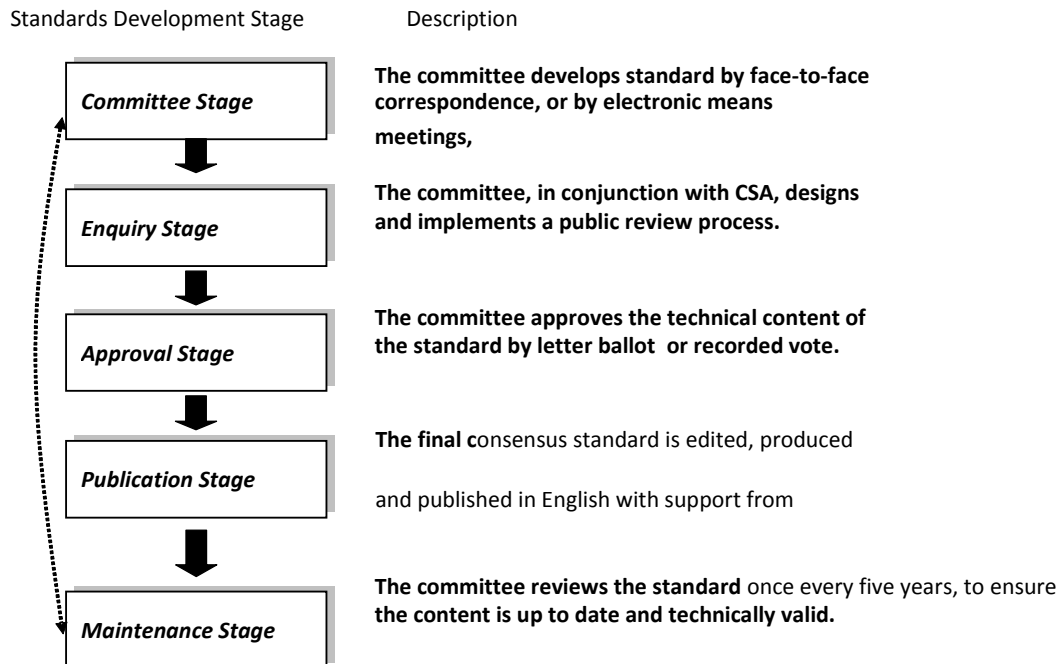 Standards Development Stage Description
Committee Stage
The committee develops standard by face-to-face
correspondence, or by electronic means
meetings,
Enquiry Stage
The committee, in conjunction with CSA, designs
and implements a public review process.
Approval Stage
The committee approves the technical content of
the standard by letter ballot or recorded vote.
Publication Stage
The final consensus standard is edited, produced
and published in English with support from
Maintenance Stage
The committee reviews the standard once every five years, to ensure
the content is up to date and technically valid.